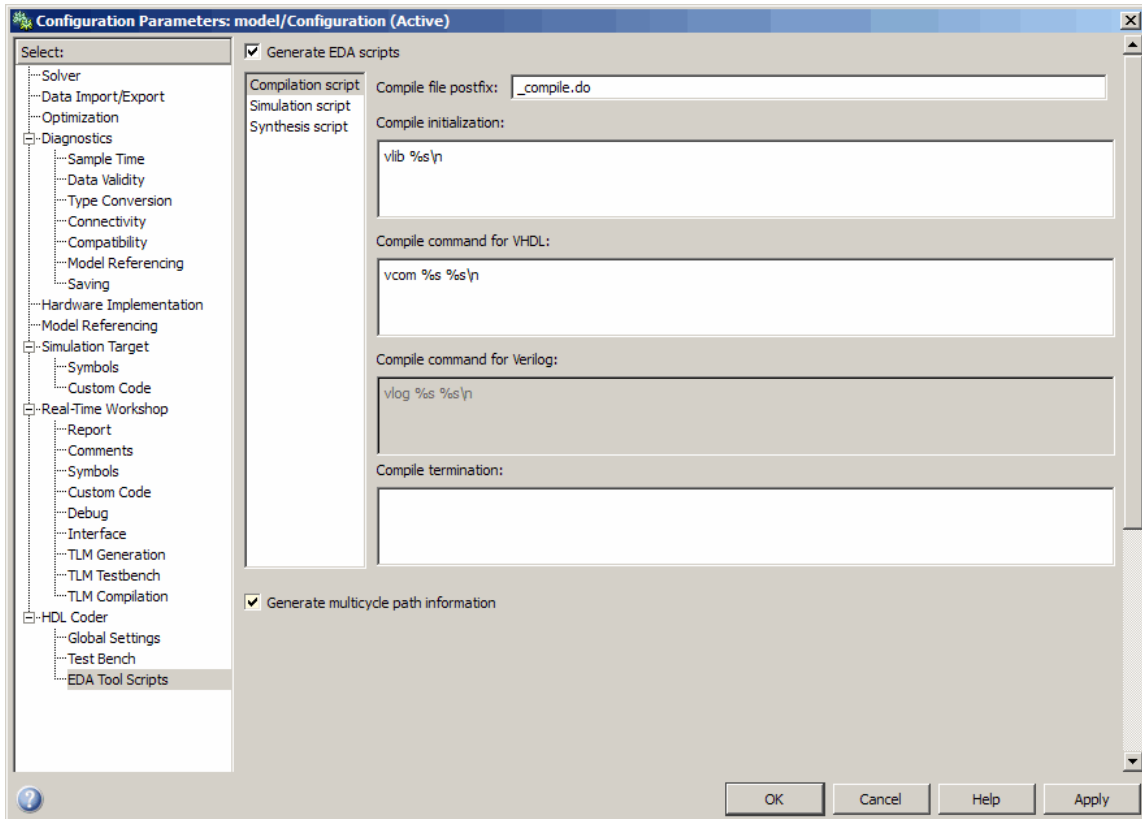 Configuration Parameters: model/Configuration (Active)
Select:
Solver
Data Import/Export
Optimization
Diagnostics
Sample Time
Data Validity
Type Conversion
Connectivity
Compatibility
Model Referencing
Saving
Hardware Implementation
Model Referencing
Simulation Target
Symbols
Custom Code
Real-Time Workshop
Report
Comments
Symbols
Custom Code
Debug
Interface
TLM Generation
TLM Testbench
TLM Compilation
HDL Coder
Global Settings
Test Bench
EDA Tool Scripts
Generate EDA scripts
Compilation script
Simulation script
Synthesis script
Compile file postfix: _compile.do
Compile initialization:
vlib %s\n
Compile command for VHDL:
vcom %s %s\n
Compile command for Verilog:
vlog %s %s\n
Compile termination:
Generate multicycle path information
OK Cancel Help Apply